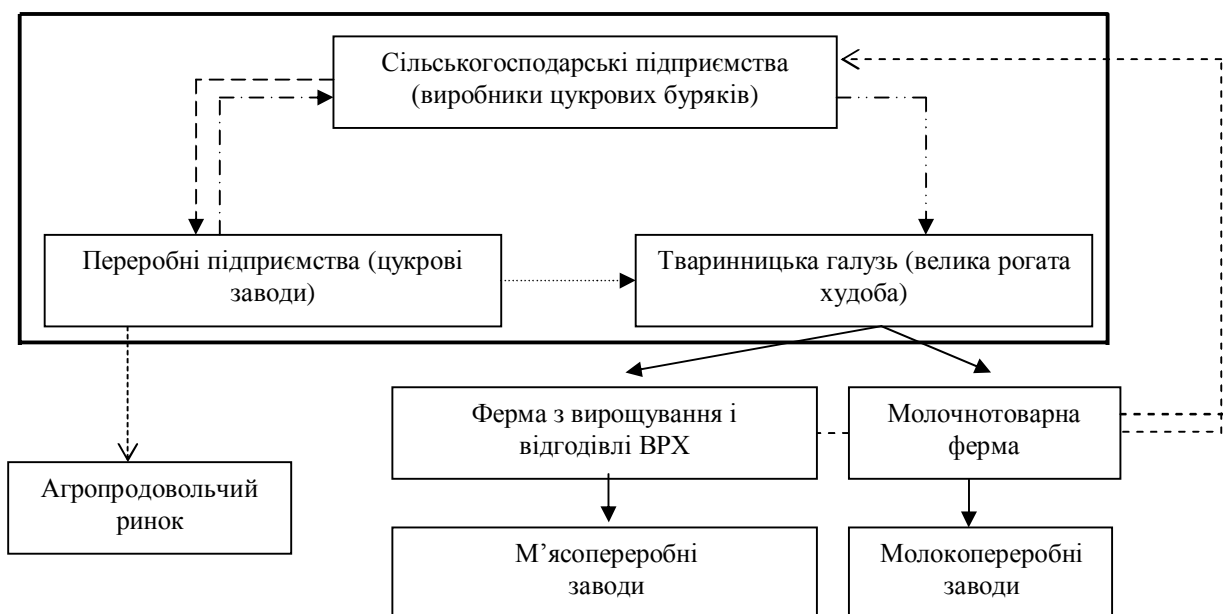 Сільськогосподарські підприємства
(виробники цукрових буряків)
Переробні підприємства (цукрові
заводи)
Тваринницька галузь (велика рогата
худоба)
Ферма з вирощування і
відгодівлі ВРХ
Молочнотоварна
ферма
Агропродовольчий
ринок
М’ясопереробні
заводи
Молокопереробні
заводи